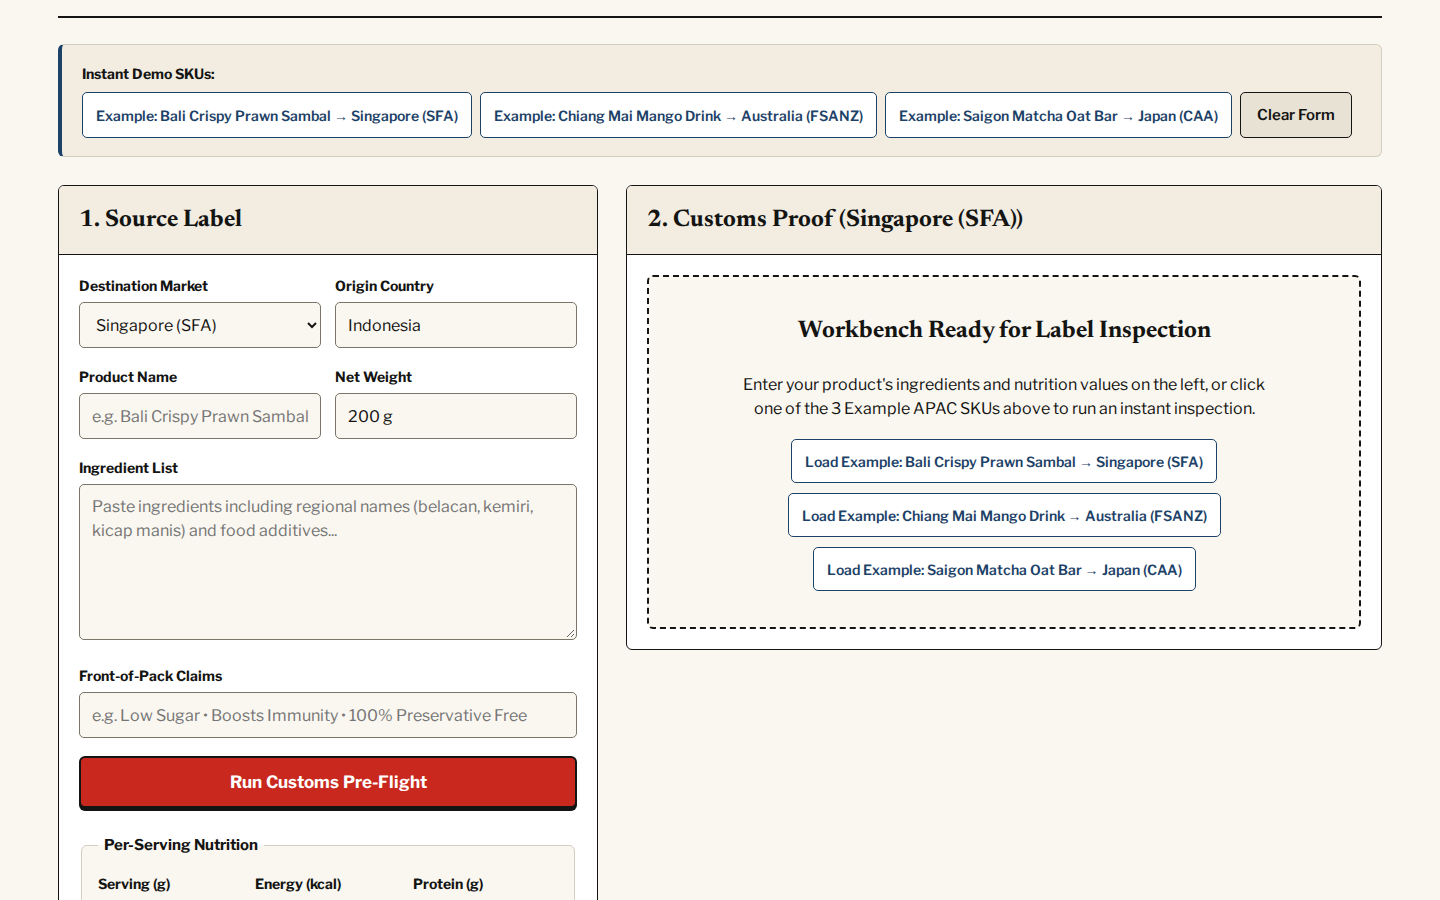 Instant Demo SKUs:
Example: Bali Crispy Prawn Sambal → Singapore (SFA)
Example: Chiang Mai Mango Drink → Australia (FSANZ)
Example: Saigon Matcha Oat Bar → Japan (CAA)
Clear Form
1. Source Label
Destination Market
Origin Country
Singapore (SFA)
Indonesia
Product Name
Net Weight
e.g. Bali Crispy Prawn Sambal
200 g
Ingredient List
Paste ingredients including regional names (belacan, kemiri,
kicap manis) and food additives...
Front-of-Pack Claims
e.g. Low Sugar • Boosts Immunity • 100% Preservative Free
Run Customs Pre-Flight
Per-Serving Nutrition
Serving (g)
Energy (kcal)
Protein (g)
2. Customs Proof (Singapore (SFA))
Workbench Ready for Label Inspection
Enter your product's ingredients and nutrition values on the left, or click
one of the 3 Example APAC SKUs above to run an instant inspection.
Load Example: Bali Crispy Prawn Sambal → Singapore (SFA)
Load Example: Chiang Mai Mango Drink → Australia (FSANZ)
Load Example: Saigon Matcha Oat Bar → Japan (CAA)